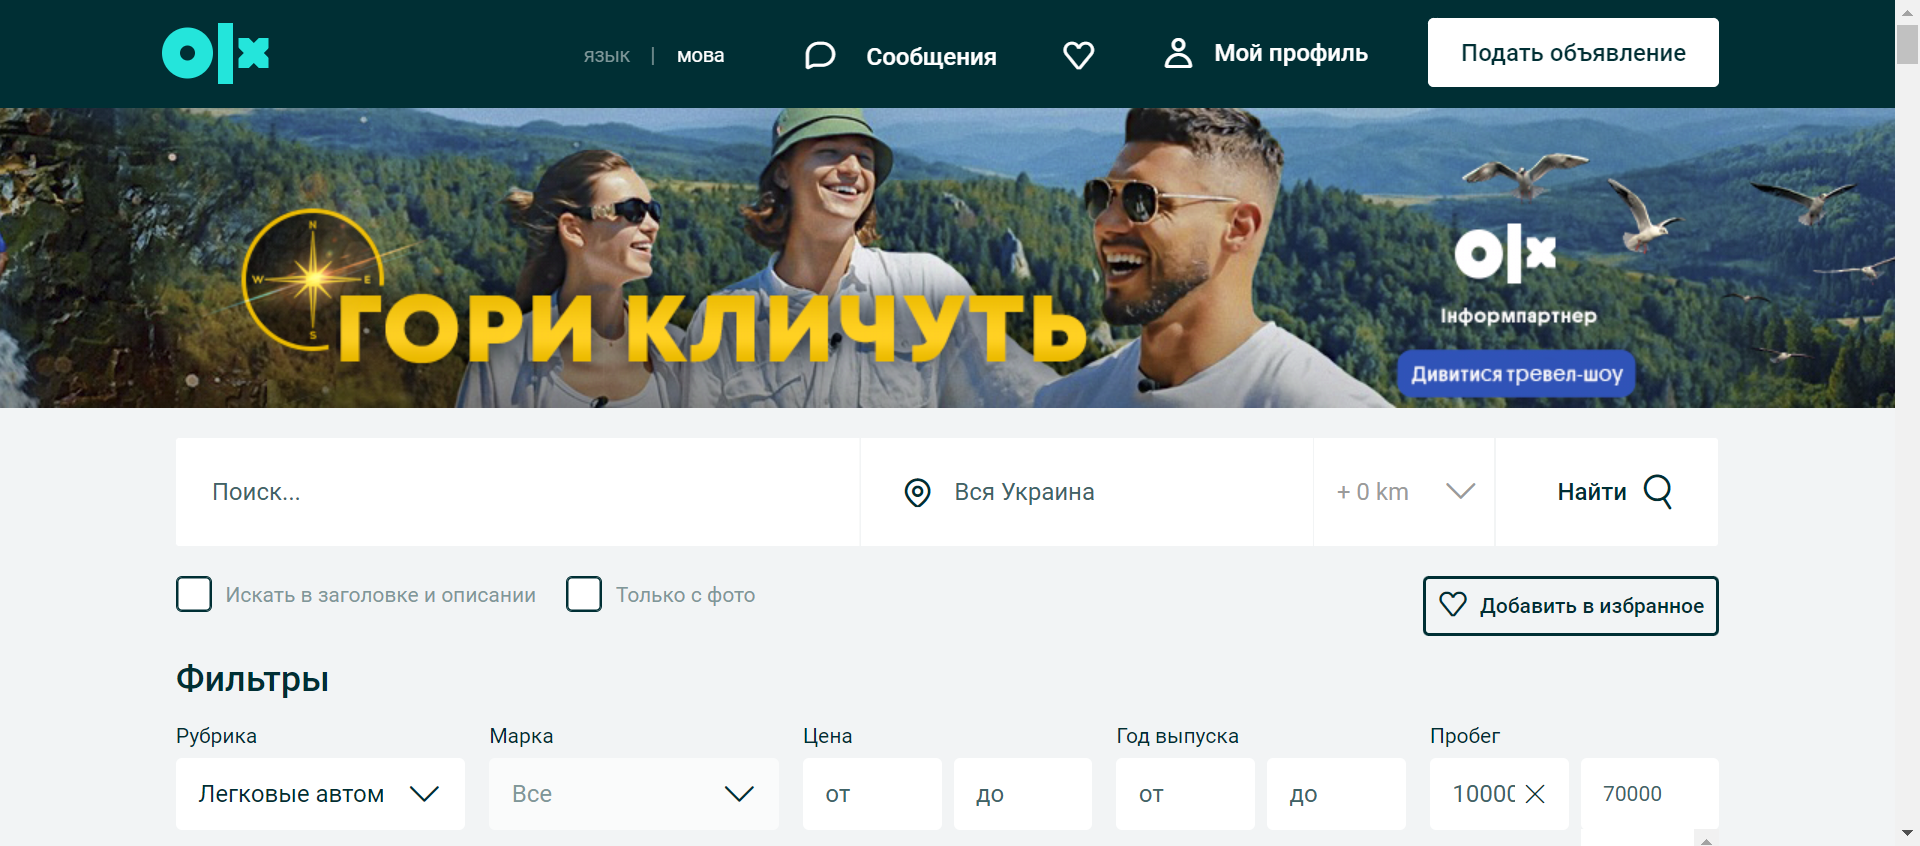 olx
язык | мова
Сообщения
Мой профиль
Подать объявление
N
W E
S
ГОРИ КЛИЧУТЬ
olx
Інформпартнер
Дивитися тревел-шоу
Поиск...
Вся Украина
+ 0 km
Найти
Искать в заголовке и описании
Только с фото
Добавить в избранное
Фильтры
Рубрика
Марка
Цена
Год выпуска
Пробег
Легковые автом
Все
от
до
от
до
10000
70000